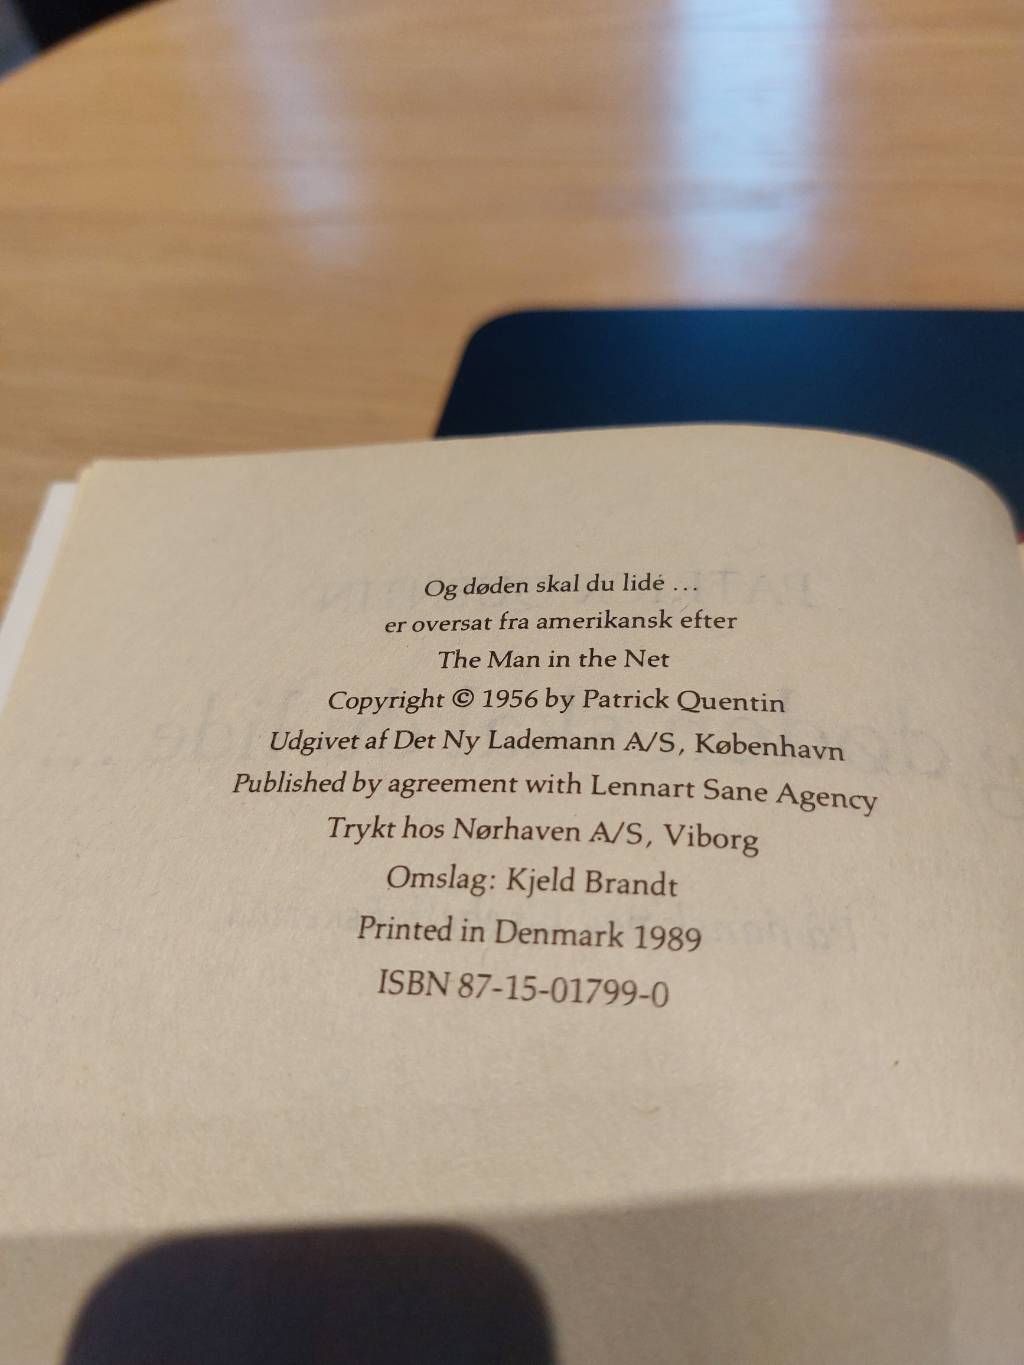 Og døden skal du lide ...
er oversat fra amerikansk efter
The Man in the Net
Copyright © 1956 by Patrick Quentin
Udgivet af Det Ny Lademann A/S, København
Published by agreement with Lennart Sane Agency
Trykt hos Nørhaven A/S, Viborg
Omslag: Kjeld Brandt
Printed in Denmark 1989
ISBN 87-15-01799-0